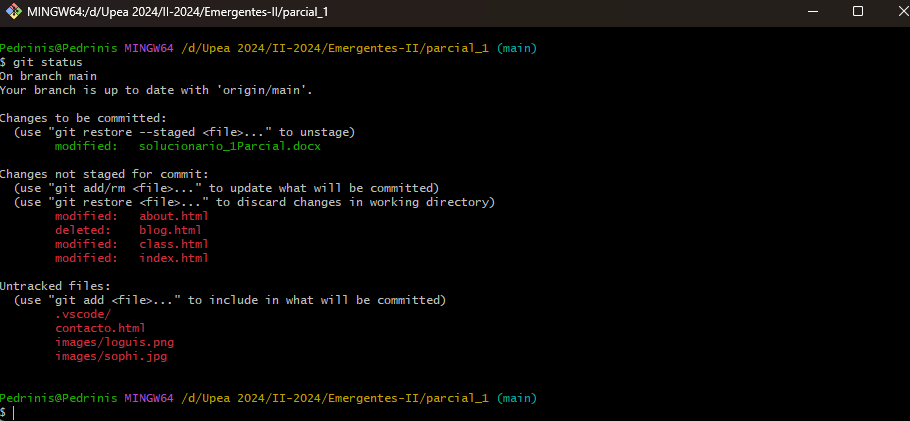 MINGW64:/d/Upea 2024/II-2024/Emergentes-II/parcial_1
Pedrinis@Pedrinis MINGW64 /d/Upea 2024/II-2024/Emergentes-II/parcial_1 (main)
$ git status
On branch main
Your branch is up to date with 'origin/main'.
Changes to be committed:
(use "git restore --staged <file>..." to unstage)
modified: solucionario_1Parcial.docx
Changes not staged for commit:
(use "git add/rm <file>..." to update what will be committed)
(use "git restore <file>..." to discard changes in working directory)
modified: about.html
deleted: blog.html
modified: class.html
modified: index.html
Untracked files:
(use "git add <file>..." to include in what will be committed)
.vscode/
contacto.html
images/loguis.png
images/sophi.jpg
Pedrinis@Pedrinis MINGW64 /d/Upea 2024/II-2024/Emergentes-II/parcial_1 (main)
$